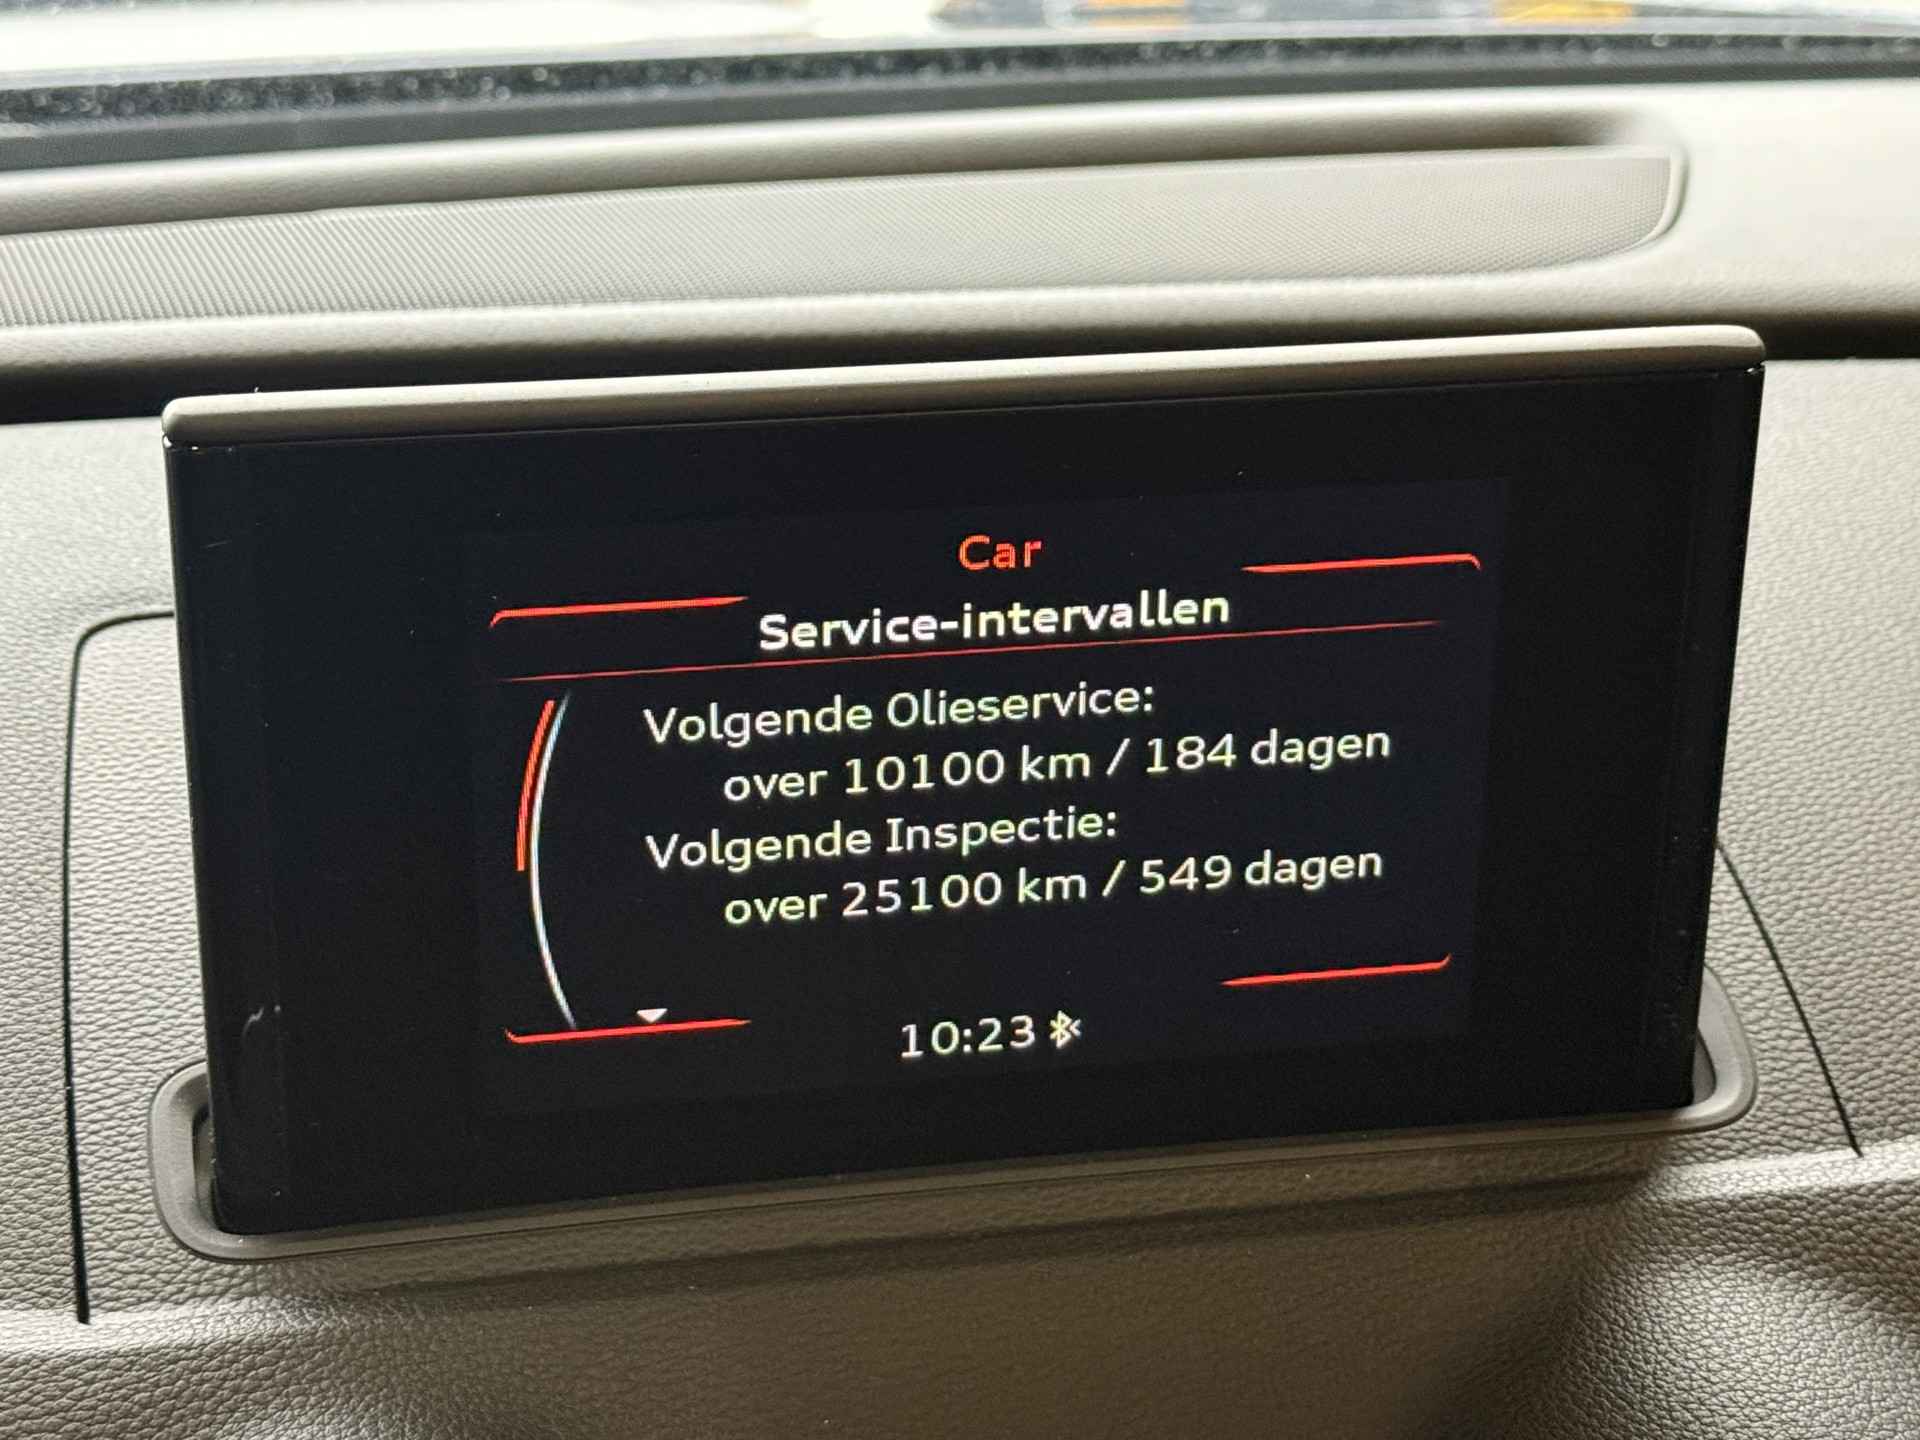 Car
Service-intervallen
Volgende Olieservice:
over 10100 km / 184 dagen
Volgende Inspectie:
over 25100 km / 549 dagen
10:23